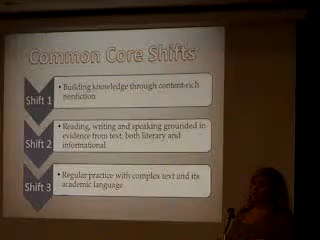 Common Core Shifts
Shift 1
• Building knowledge through content-rich
nonfiction
Shift 2
• Reading, writing and speaking grounded in
evidence from text, both literary and
informational
Shift 3
• Regular practice with complex text and its
academic language